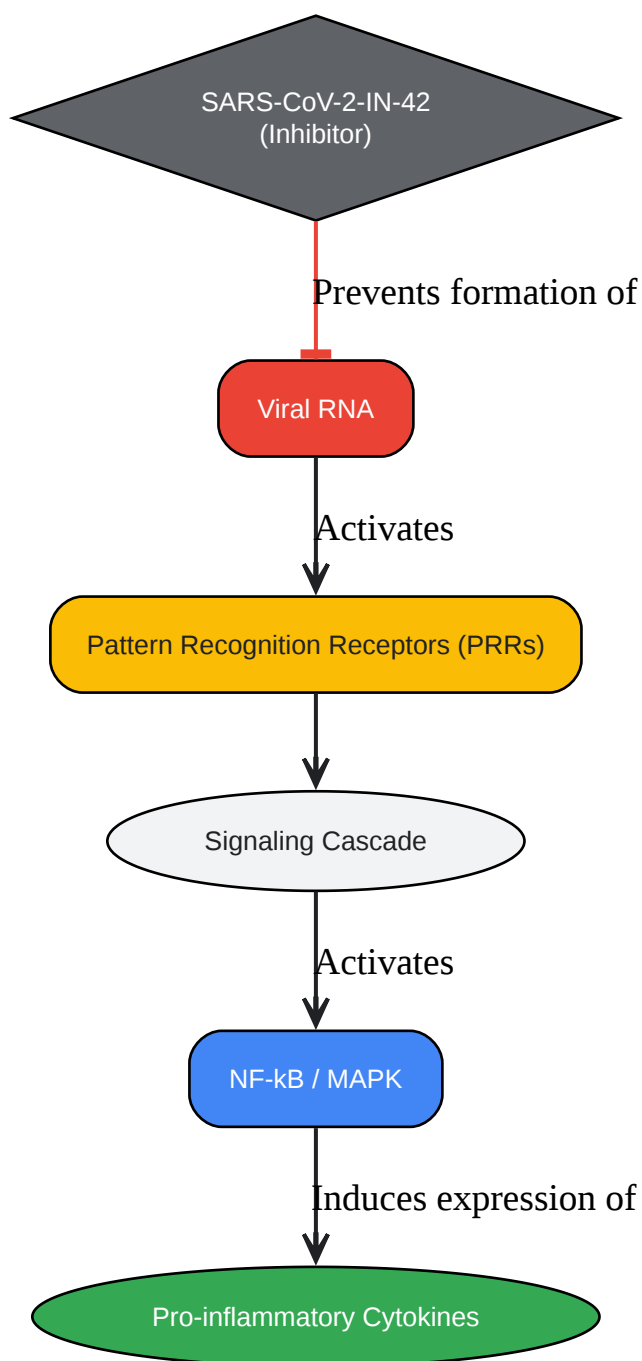 SARS-CoV-2-IN-42
(Inhibitor)
Prevents formation of
Viral RNA
Activates
Pattern Recognition Receptors (PRRs)
Signaling Cascade
Activates
NF-kB / MAPK
Induces expression of
Pro-inflammatory Cytokines